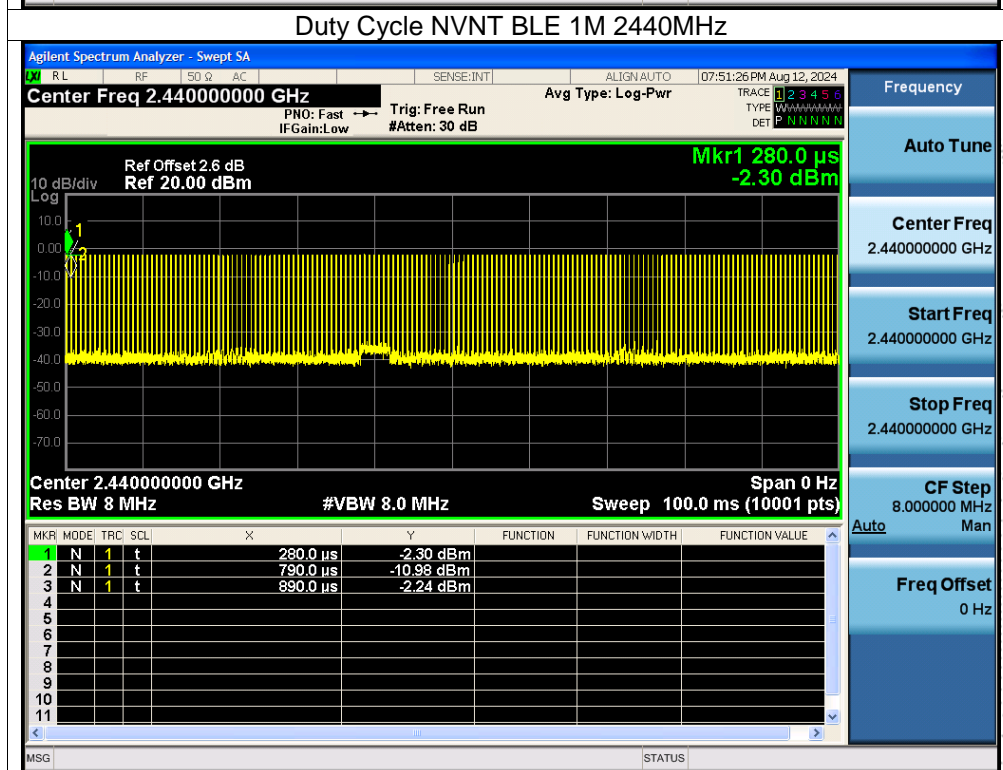 Duty Cycle NVNT BLE 1M 2440MHz
Agilent Spectrum Analyzer - Swept SA
LXI RL RF 50 Ω AC SENSE:INT ALIGN AUTO 07:51:26 PM Aug 12, 2024
Center Freq 2.440000000 GHz
PNO: Fast
IFGain:Low
Trig: Free Run
#Atten: 30 dB
Avg Type: Log-Pwr
TRACE 1 2 3 4 5 6
TYPE
DET P N N N N N
Mkr1 280.0 µs
-2.30 dBm
Ref Offset 2.6 dB
10 dB/div Ref 20.00 dBm
Log
10.0
0.00
-10.0
-20.0
-30.0
-40.0
-50.0
-60.0
-70.0
1
2
Center 2.440000000 GHz Span 0 Hz
Res BW 8 MHz #VBW 8.0 MHz Sweep 100.0 ms (10001 pts)
MKR MODE TRC SCL X Y FUNCTION FUNCTION WIDTH FUNCTION VALUE
1 N 1 t 280.0 µs -2.30 dBm
2 N 1 t 790.0 µs -10.98 dBm
3 N 1 t 890.0 µs -2.24 dBm
4
5
6
7
8
9
10
11
MSG STATUS
Frequency
Auto Tune
Center Freq
2.440000000 GHz
Start Freq
2.440000000 GHz
Stop Freq
2.440000000 GHz
CF Step
8.000000 MHz
Auto Man
Freq Offset
0 Hz